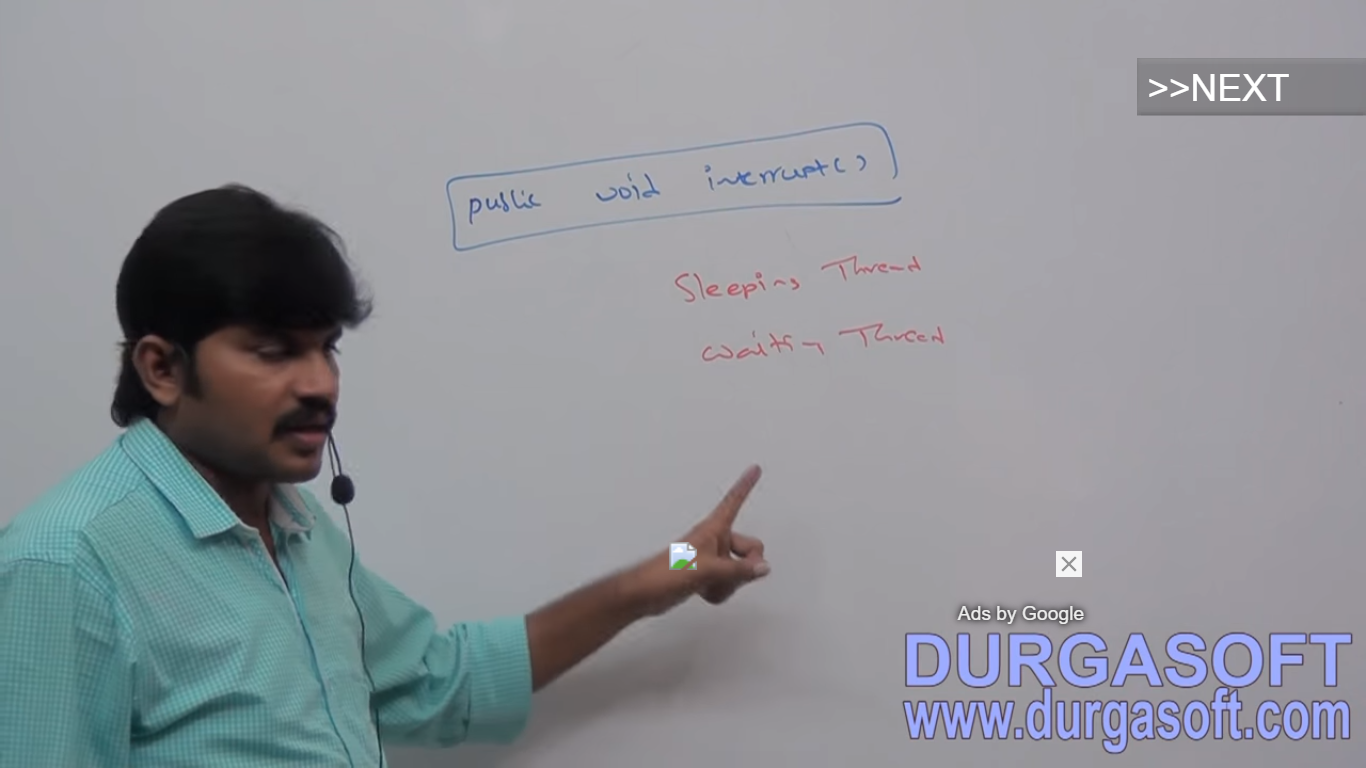 >>NEXT
public void interrupt()
Sleeping Thread
waiting Thread
Ads by Google
DURGASOFT
www.durgasoft.com